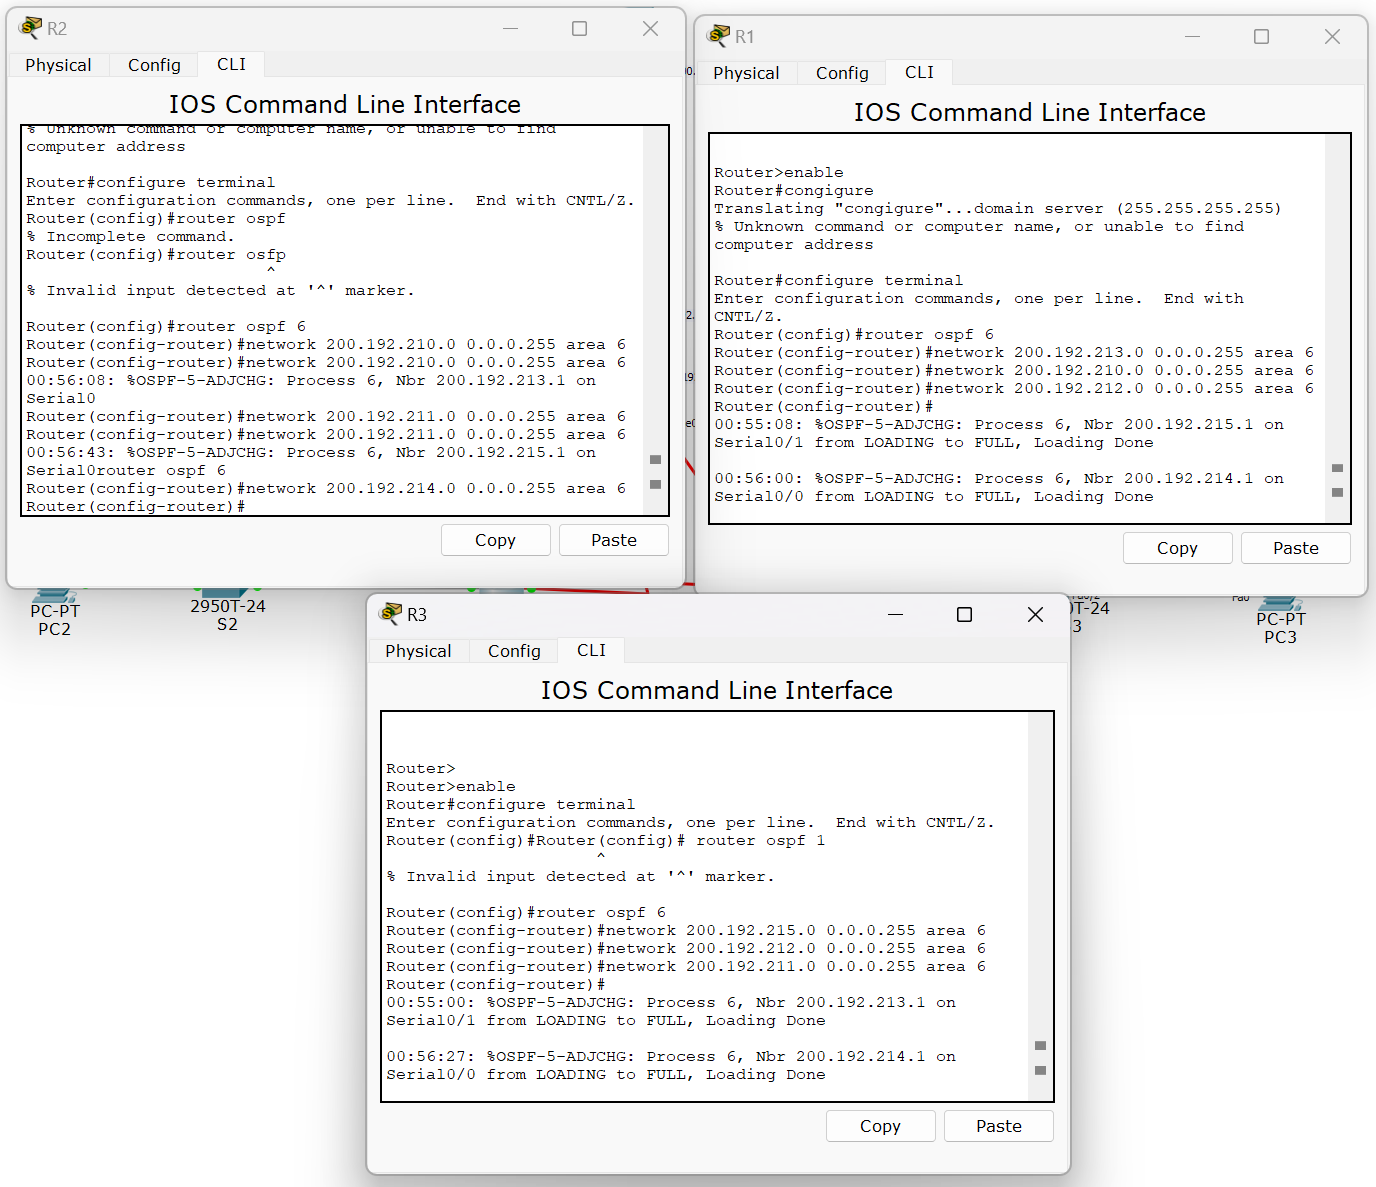 R2
Physical Config CLI
IOS Command Line Interface
% Unknown command or computer name, or unable to find
computer address
Router#configure terminal
Enter configuration commands, one per line.  End with CNTL/Z.
Router(config)#router ospf
% Incomplete command.
Router(config)#router osfp
^
% Invalid input detected at '^' marker.
Router(config)#router ospf 6
Router(config-router)#network 200.192.210.0 0.0.0.255 area 6
Router(config-router)#network 200.192.210.0 0.0.0.255 area 6
00:56:08: %OSPF-5-ADJCHG: Process 6, Nbr 200.192.213.1 on
Serial0
Router(config-router)#network 200.192.211.0 0.0.0.255 area 6
Router(config-router)#network 200.192.211.0 0.0.0.255 area 6
00:56:43: %OSPF-5-ADJCHG: Process 6, Nbr 200.192.215.1 on
Serial0router ospf 6
Router(config-router)#network 200.192.214.0 0.0.0.255 area 6
Router(config-router)#
Copy Paste
R1
Physical Config CLI
IOS Command Line Interface
Router>enable
Router#congigure
Translating "congigure"...domain server (255.255.255.255)
% Unknown command or computer name, or unable to find
computer address
Router#configure terminal
Enter configuration commands, one per line.  End with
CNTL/Z.
Router(config)#router ospf 6
Router(config-router)#network 200.192.213.0 0.0.0.255 area 6
Router(config-router)#network 200.192.210.0 0.0.0.255 area 6
Router(config-router)#network 200.192.212.0 0.0.0.255 area 6
Router(config-router)#
00:55:08: %OSPF-5-ADJCHG: Process 6, Nbr 200.192.215.1 on
Serial0/1 from LOADING to FULL, Loading Done
00:56:00: %OSPF-5-ADJCHG: Process 6, Nbr 200.192.214.1 on
Serial0/0 from LOADING to FULL, Loading Done
Copy Paste
PC-PT
PC2
2950T-24
S2
0T-24
3
Fa0
PC-PT
PC3
R3
Physical Config CLI
IOS Command Line Interface
Router>
Router>enable
Router#configure terminal
Enter configuration commands, one per line.  End with CNTL/Z.
Router(config)#Router(config)# router ospf 1
^
% Invalid input detected at '^' marker.
Router(config)#router ospf 6
Router(config-router)#network 200.192.215.0 0.0.0.255 area 6
Router(config-router)#network 200.192.212.0 0.0.0.255 area 6
Router(config-router)#network 200.192.211.0 0.0.0.255 area 6
Router(config-router)#
00:55:00: %OSPF-5-ADJCHG: Process 6, Nbr 200.192.213.1 on
Serial0/1 from LOADING to FULL, Loading Done
00:56:27: %OSPF-5-ADJCHG: Process 6, Nbr 200.192.214.1 on
Serial0/0 from LOADING to FULL, Loading Done
Copy Paste